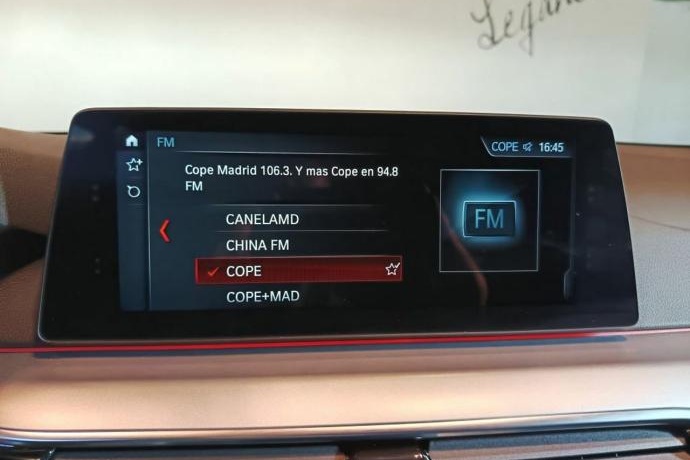 Legan
FM
COPE 16:45
Cope Madrid 106.3. Y mas Cope en 94.8
FM
CANELAMD
CHINA FM
COPE
COPE+MAD
FM